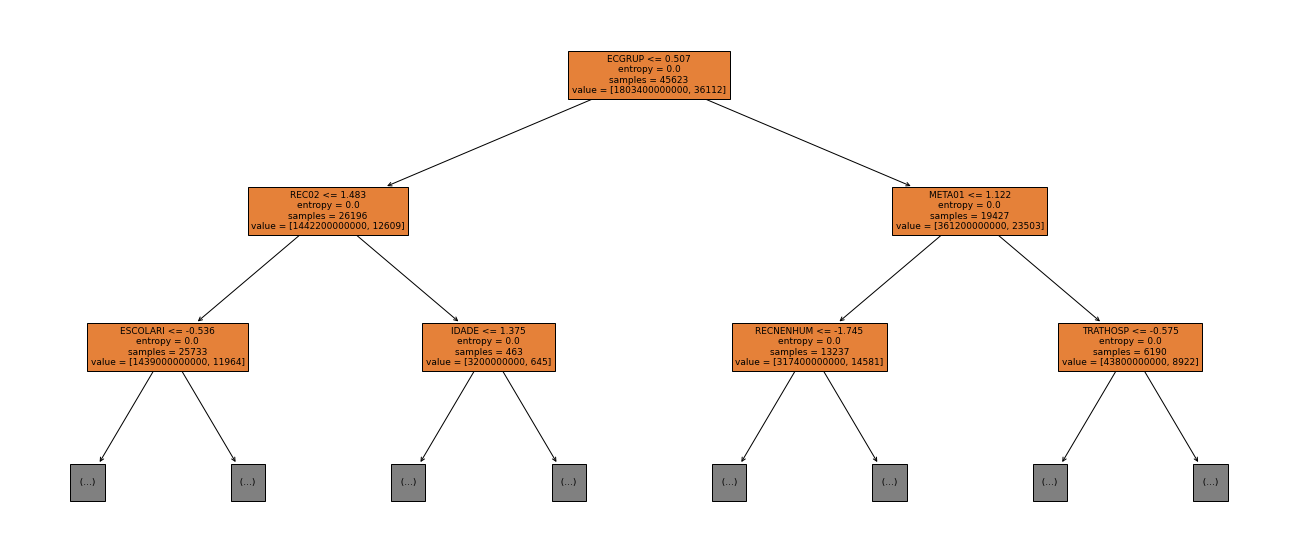 ECGRUP <= 0.507
entropy = 0.0
samples = 45623
value = [1803400000000, 36112]
REC02 <= 1.483
entropy = 0.0
samples = 26196
value = [1442200000000, 12609]
META01 <= 1.122
entropy = 0.0
samples = 19427
value = [361200000000, 23503]
ESCOLARI <= -0.536
entropy = 0.0
samples = 25733
value = [1439000000000, 11964]
IDADE <= 1.375
entropy = 0.0
samples = 463
value = [3200000000, 645]
RECNENHUM <= -1.745
entropy = 0.0
samples = 13237
value = [317400000000, 14581]
TRATHOSP <= -0.575
entropy = 0.0
samples = 6190
value = [43800000000, 8922]
(...)
(...)
(...)
(...)
(...)
(...)
(...)
(...)